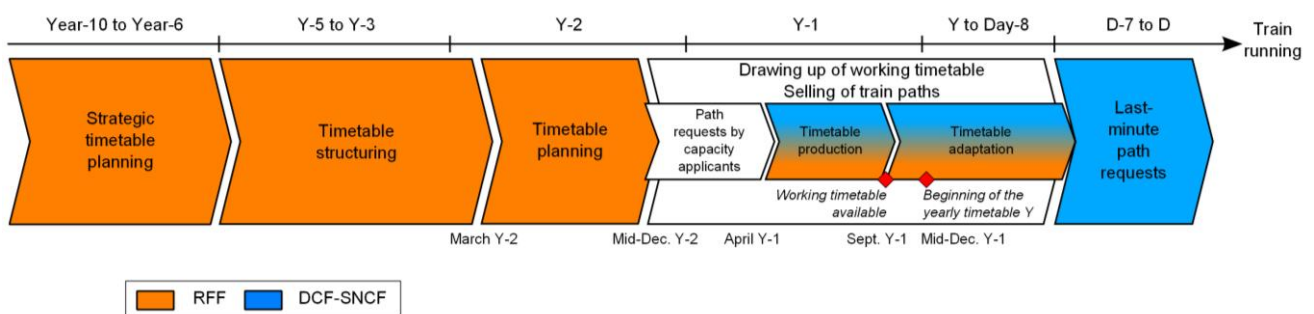 Year-10 to Year-6
Y-5 to Y-3
Y-2
Y-1
Y to Day-8
D-7 to D
Train
running
Strategic
timetable
planning
Timetable
structuring
Timetable
planning
Drawing up of working timetable
Selling of train paths
Path
requests by
capacity
applicants
Timetable
production
Timetable
adaptation
Working timetable
available
Beginning of the
yearly timetable Y
Last-
minute
path
requests
March Y-2
Mid-Dec. Y-2
April Y-1
Sept. Y-1
Mid-Dec. Y-1
RFF
DCF-SNCF